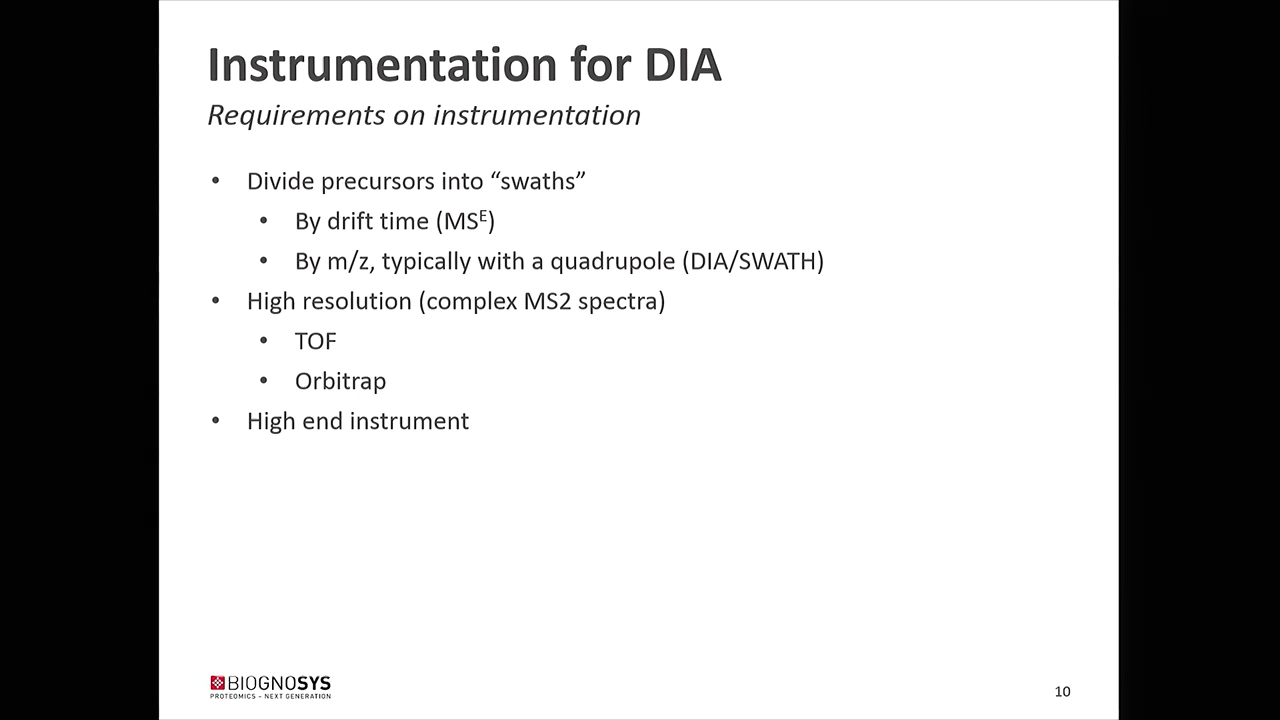 Instrumentation for DIA
Requirements on instrumentation
• Divide precursors into “swaths”
• By drift time (MSᴱ)
• By m/z, typically with a quadrupole (DIA/SWATH)
• High resolution (complex MS2 spectra)
• TOF
• Orbitrap
• High end instrument
BIOGNOSYS
PROTEOMICS – NEXT GENERATION
10